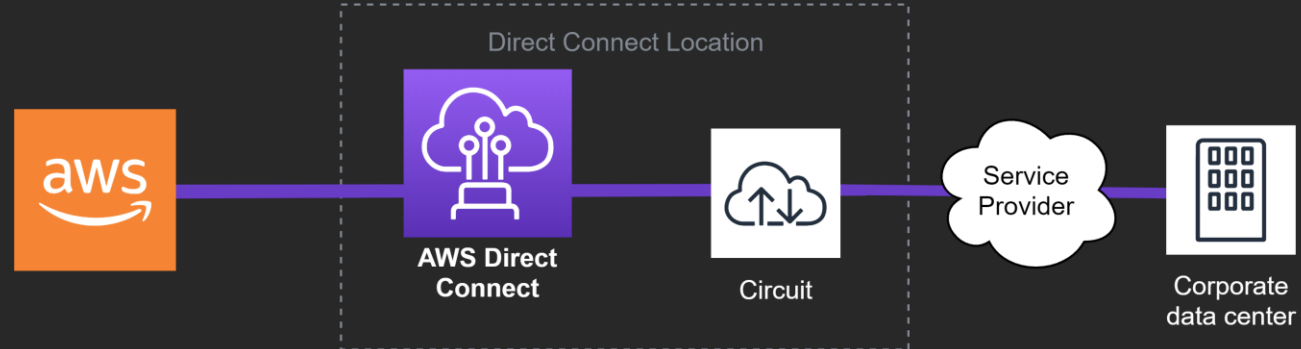 Direct Connect Location
aws
AWS Direct
Connect
Circuit
Service
Provider
Corporate
data center